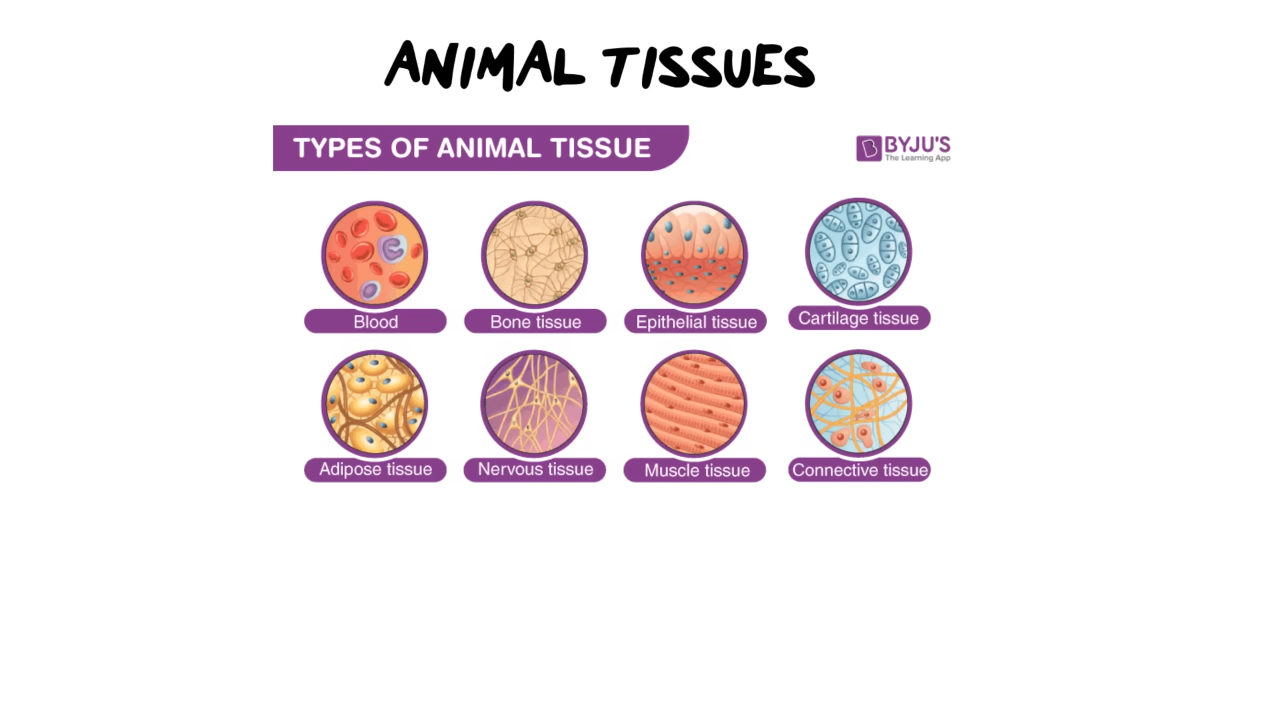 ANIMAL TISSUES
TYPES OF ANIMAL TISSUE
BYJU'S
The Learning App
Blood
Bone tissue
Epithelial tissue
Cartilage tissue
Adipose tissue
Nervous tissue
Muscle tissue
Connective tissue